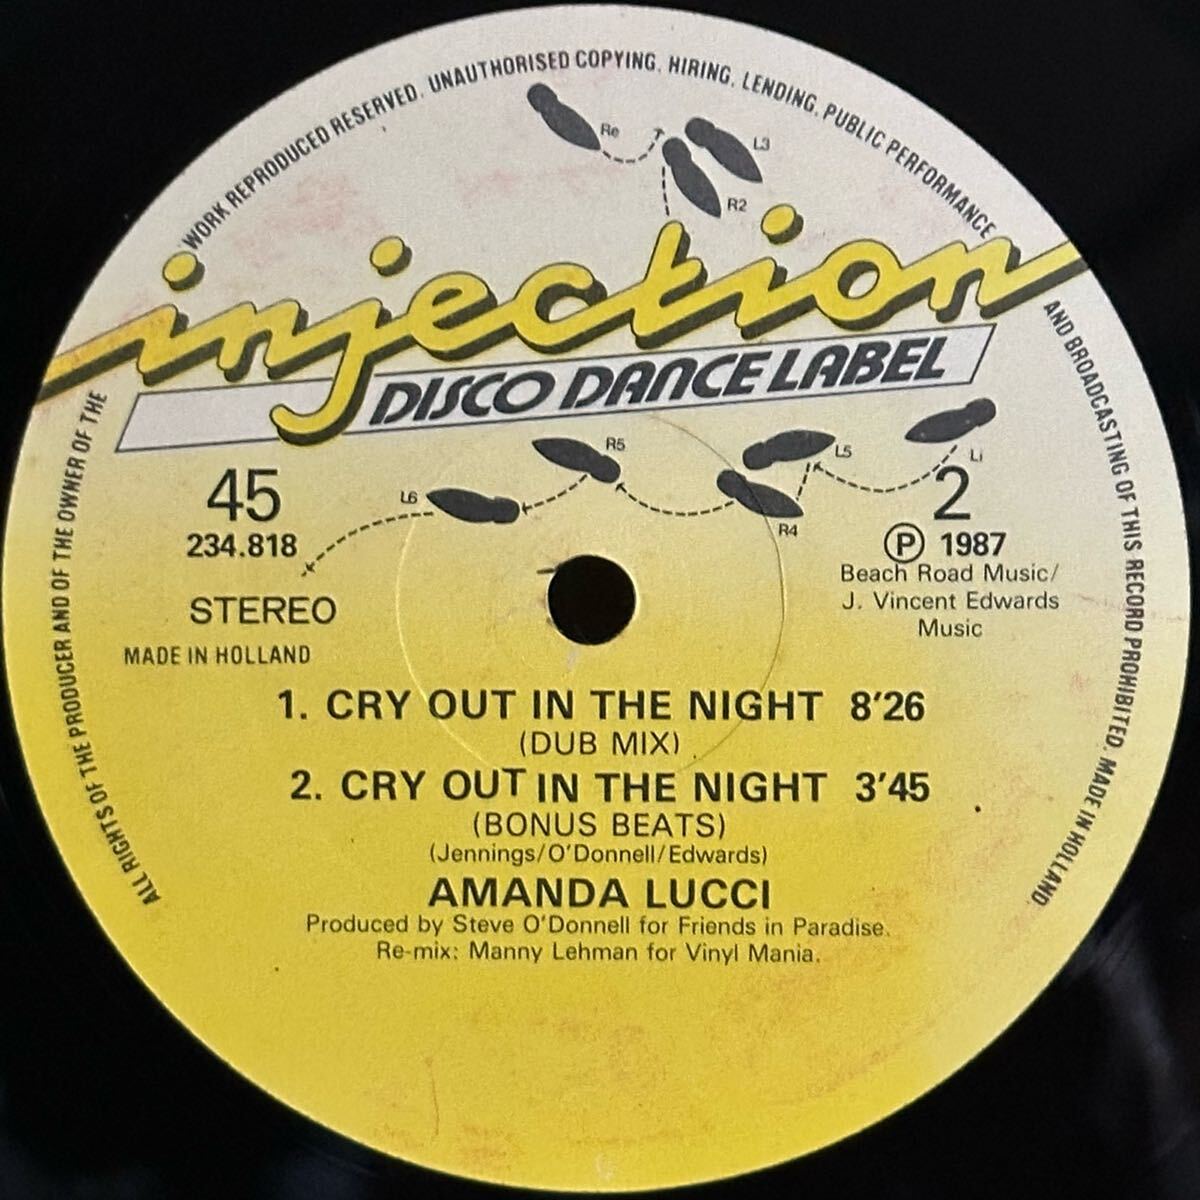 WORK REPRODUCED RESERVED. UNAUTHORISED COPYING, HIRING, LENDING, PUBLIC PERFORMANCE
AND BROADCASTING OF THIS RECORD PROHIBITED. MADE IN HOLLAND
ALL RIGHTS OF THE PRODUCER AND OF THE OWNER OF THE
Re
L3
R2
injection
DISCO DANCE LABEL
R5
L5
Li
L6
R4
45
2
234.818
℗ 1987
STEREO
Beach Road Music/
J. Vincent Edwards
Music
MADE IN HOLLAND
1. CRY OUT IN THE NIGHT 8'26
(DUB MIX)
2. CRY OUT IN THE NIGHT 3'45
(BONUS BEATS)
(Jennings/O'Donnell/Edwards)
AMANDA LUCCI
Produced by Steve O'Donnell for Friends in Paradise.
Re-mix: Manny Lehman for Vinyl Mania.